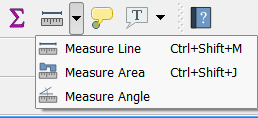 Σ T ?
Measure Line Ctrl+Shift+M
Measure Area Ctrl+Shift+J
Measure Angle